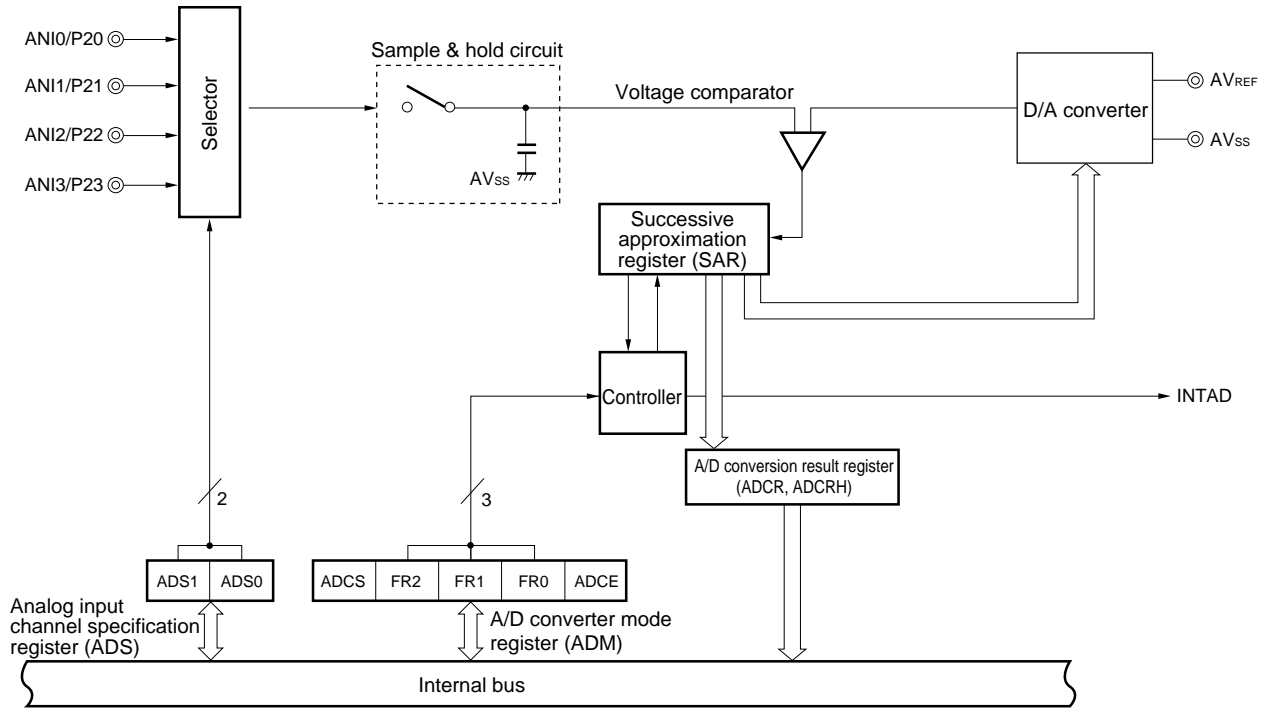 ANI0/P20
ANI1/P21
ANI2/P22
ANI3/P23
Selector
Sample & hold circuit
AVSS
Voltage comparator
D/A converter
AVREF
AVSS
Successive
approximation
register (SAR)
Controller
INTAD
A/D conversion result register
(ADCR, ADCRH)
2
3
ADS1
ADS0
ADCS
FR2
FR1
FR0
ADCE
Analog input
channel specification
register (ADS)
A/D converter mode
register (ADM)
Internal bus